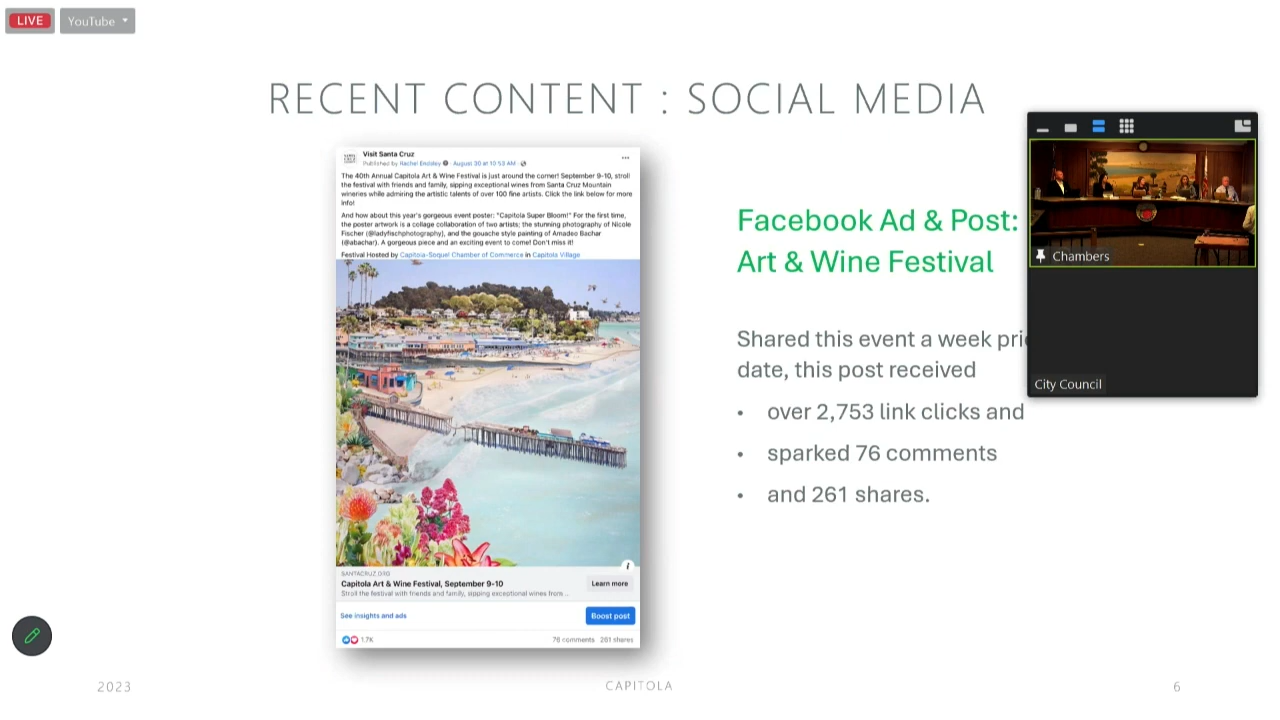 LIVE
YouTube
RECENT CONTENT : SOCIAL MEDIA
Visit Santa Cruz
Published by Rachel Endsley · August 30 at 10:53 AM ·
The 40th Annual Capitola Art & Wine Festival is just around the corner! September 9-10, stroll
the festival with friends and family, sipping exceptional wines from Santa Cruz Mountain
wineries while admiring the artistic talents of over 100 fine artists. Click the link below for more
info!
And how about this year's gorgeous event poster: "Capitola Super Bloom!" For the first time,
the poster artwork is a collage collaboration of two artists; the stunning photography of Nicole
Fischer (@ladyfischphotography), and the gouache style painting of Amadeo Bachar
(@abachar). A gorgeous piece and an exciting event to come! Don't miss it!
Festival Hosted by Capitola-Soquel Chamber of Commerce in Capitola Village
SANTACRUZ.ORG
Capitola Art & Wine Festival, September 9-10
Learn more
Stroll the festival with friends and family, sipping exceptional wines from ...
See insights and ads
Boost post
1.7K
76 comments 261 shares
Facebook Ad & Post:
Art & Wine Festival
Shared this event a week pri
date, this post received
• over 2,753 link clicks and
• sparked 76 comments
• and 261 shares.
Chambers
City Council
2023
CAPITOLA
6